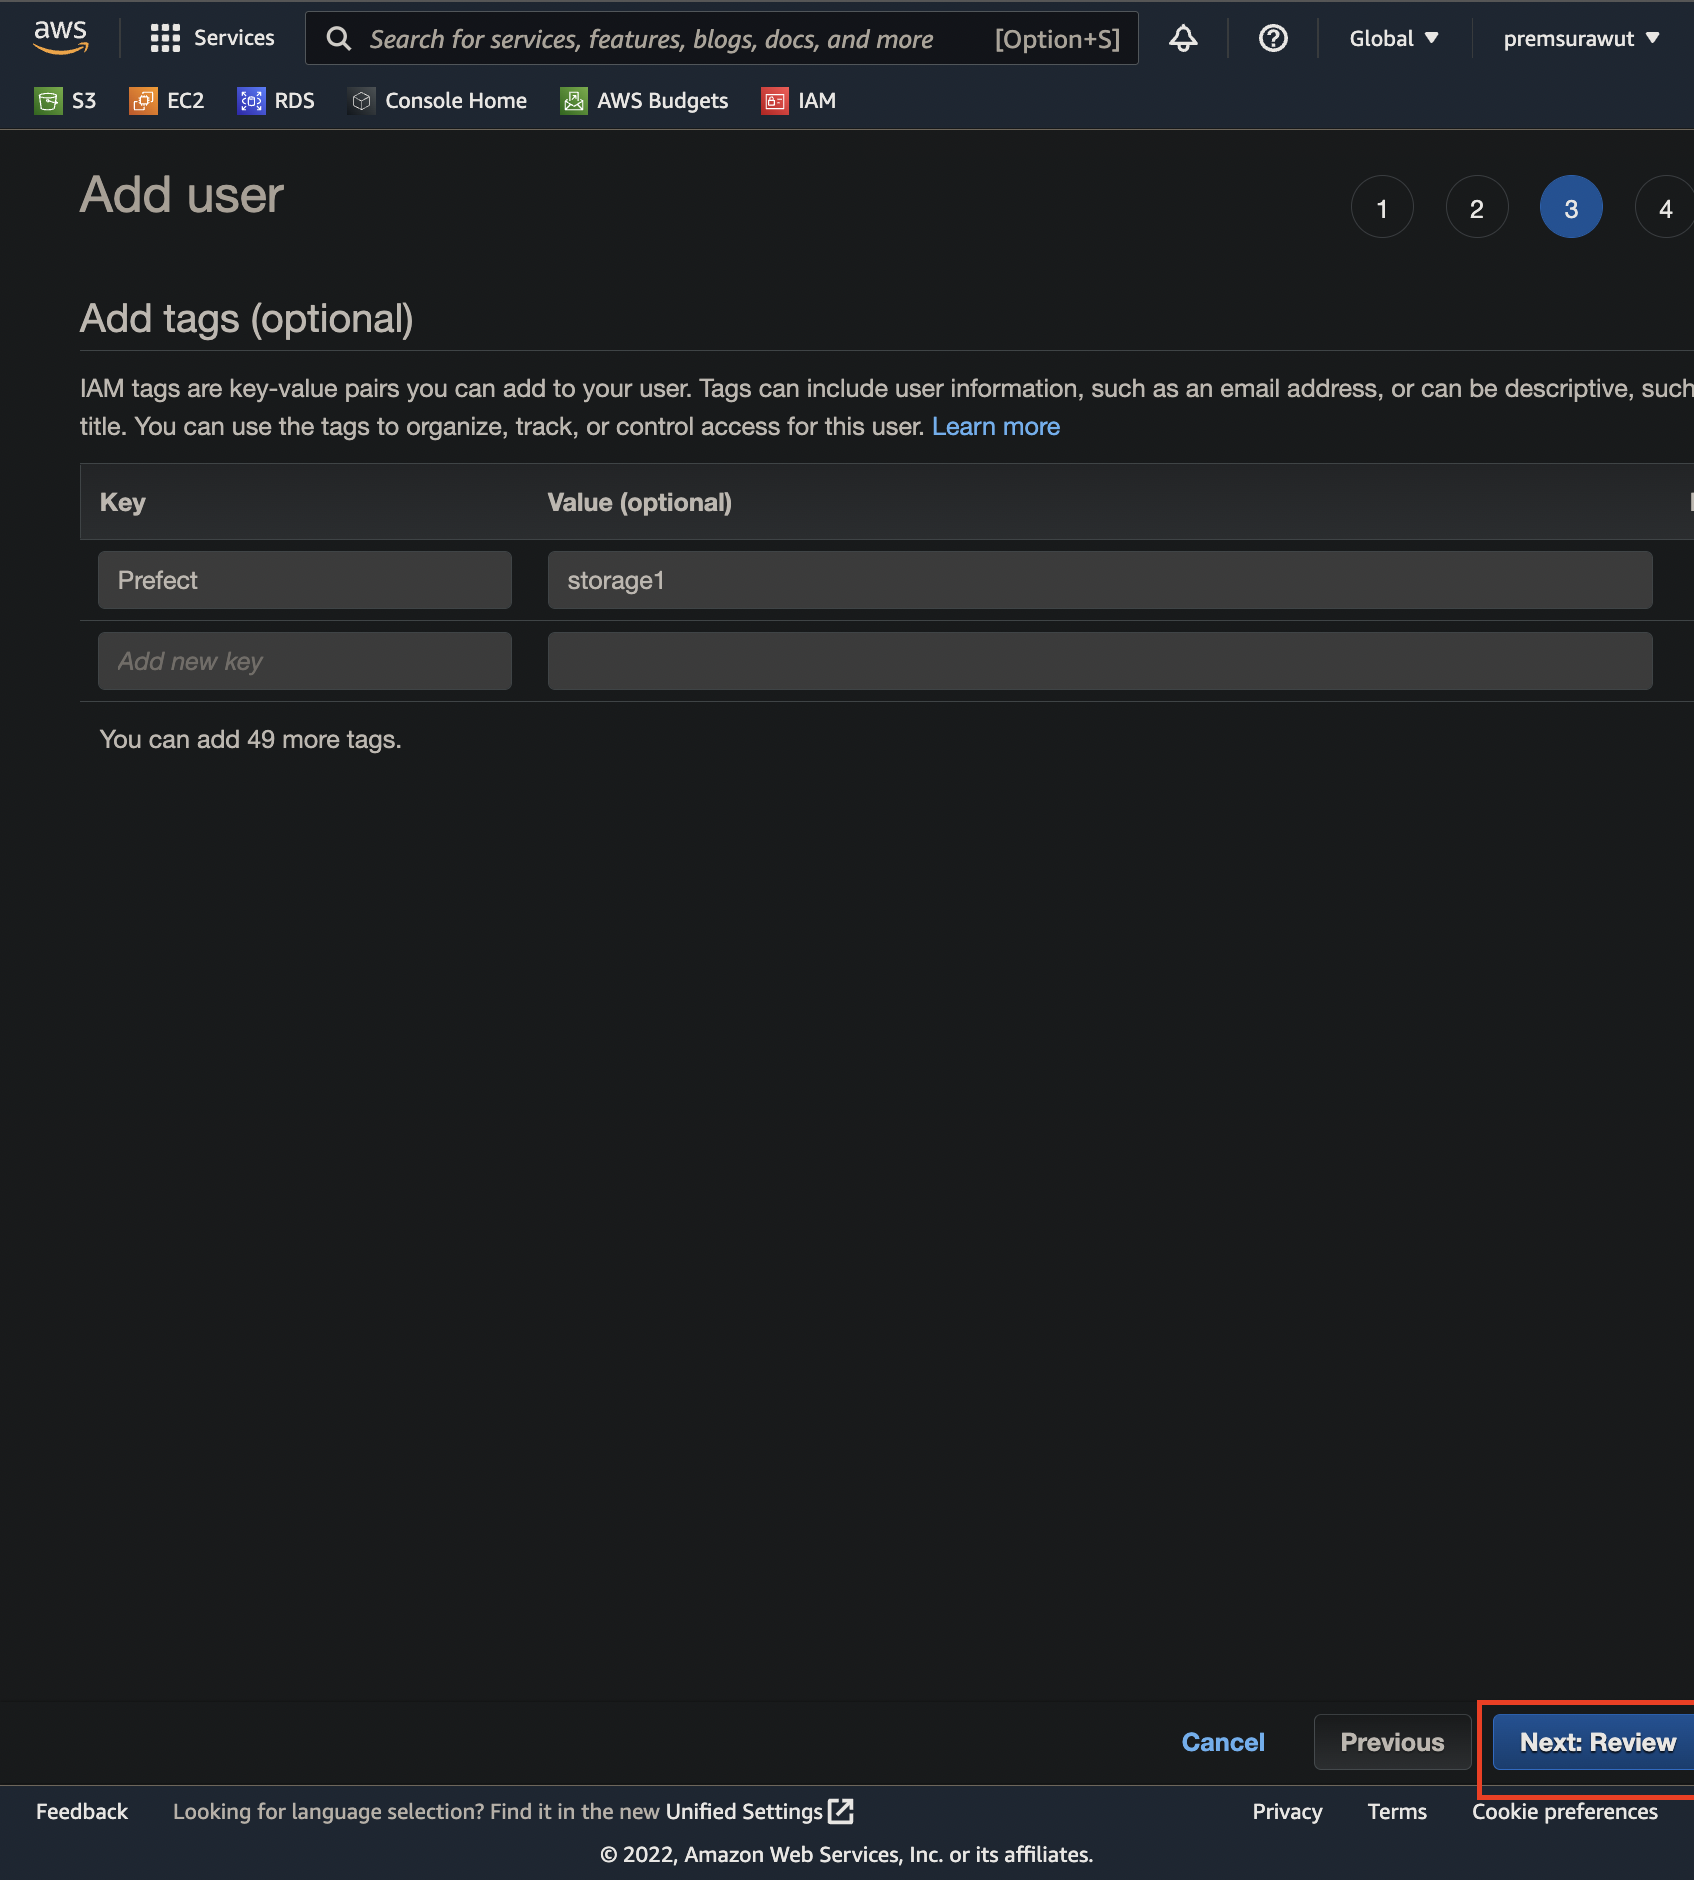 aws Services Search for services, features, blogs, docs, and more [Option+S] Global premsurawut
S3 EC2 RDS Console Home AWS Budgets IAM
Add user
1 2 3 4
Add tags (optional)
IAM tags are key-value pairs you can add to your user. Tags can include user information, such as an email address, or can be descriptive, such
title. You can use the tags to organize, track, or control access for this user. Learn more
Key Value (optional)
Prefect storage1
Add new key
You can add 49 more tags.
Cancel Previous Next: Review
Feedback Looking for language selection? Find it in the new Unified Settings Privacy Terms Cookie preferences
© 2022, Amazon Web Services, Inc. or its affiliates.